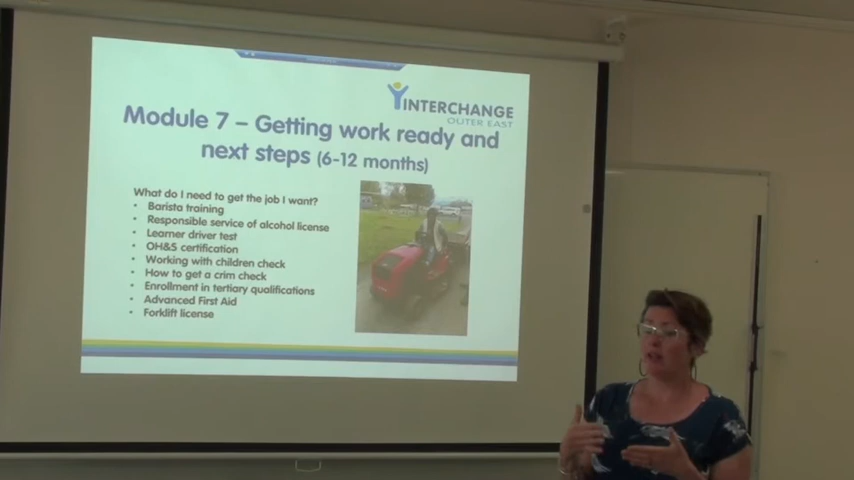 INTERCHANGE
OUTER EAST
Module 7 – Getting work ready and
next steps (6-12 months)
What do I need to get the job I want?
• Barista training
• Responsible service of alcohol license
• Learner driver test
• OH&S certification
• Working with children check
• How to get a crim check
• Enrollment in tertiary qualifications
• Advanced First Aid
• Forklift license